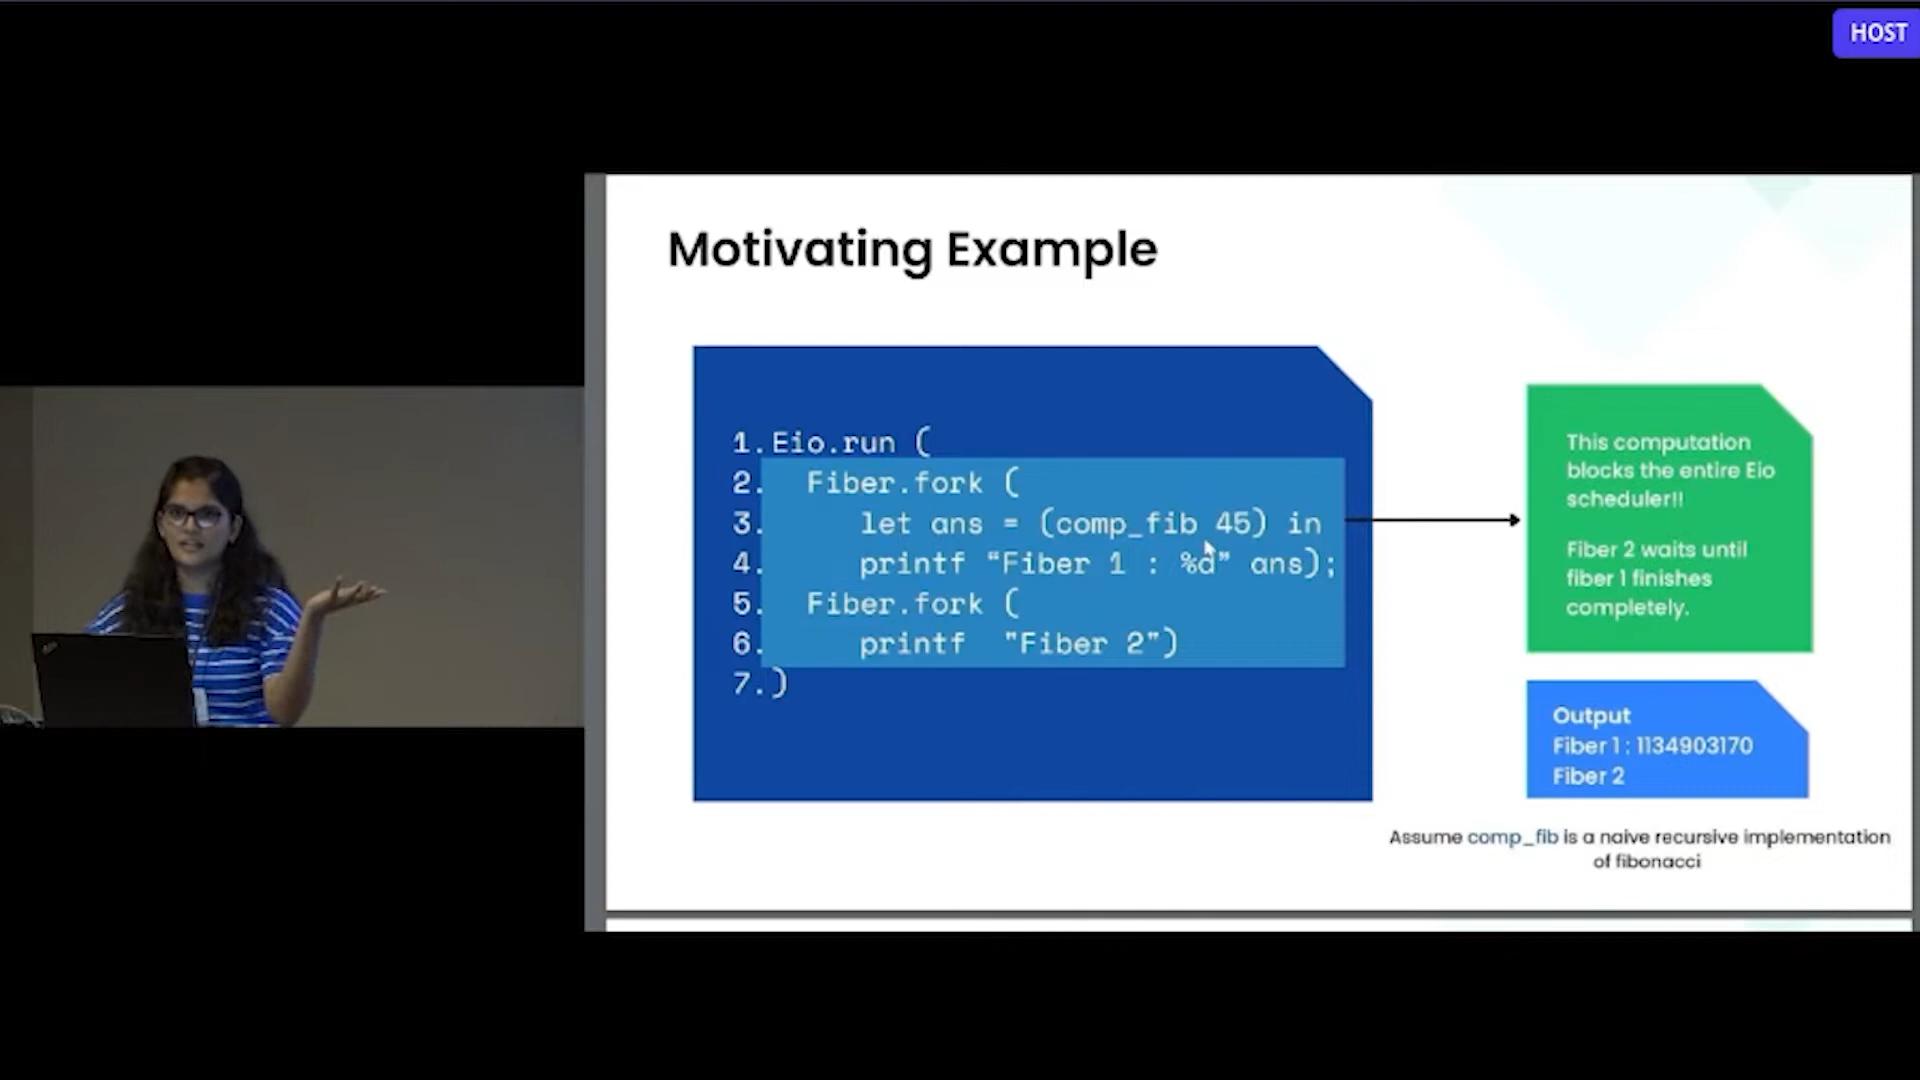 HOST
Motivating Example
1.Eio.run (
2. Fiber.fork (
3. let ans = (comp_fib 45) in
4. printf “Fiber 1 : %d” ans);
5. Fiber.fork (
6. printf "Fiber 2”)
7.)
This computation
blocks the entire Eio
scheduler!!
Fiber 2 waits until
fiber 1 finishes
completely.
Output
Fiber 1 : 1134903170
Fiber 2
Assume comp_fib is a naive recursive implementation
of fibonacci